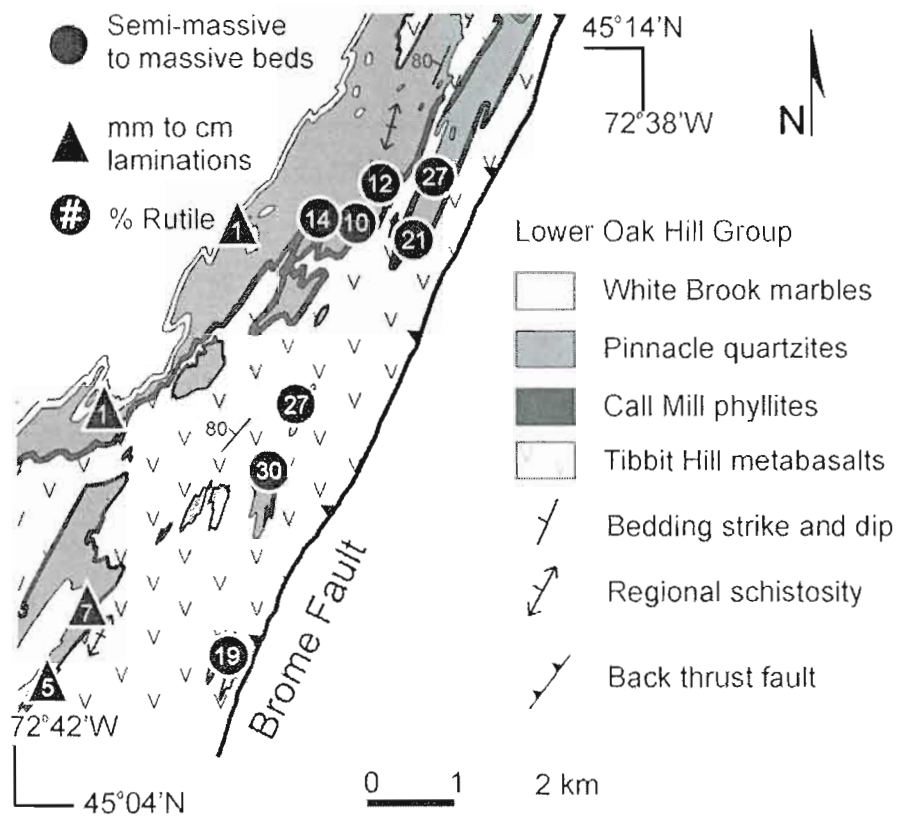 Semi-massive
to massive beds
mm to cm
laminations
# % Rutile
45°14'N
72°38'W
N
80
12
27
1
14
10
21
Lower Oak Hill Group
White Brook marbles
Pinnacle quartzites
Call Mill phyllites
Tibbit Hill metabasalts
Bedding strike and dip
Regional schistosity
Back thrust fault
1
27
80
30
7
19
5
Brome Fault
72°42'W
45°04'N
0 1 2 km